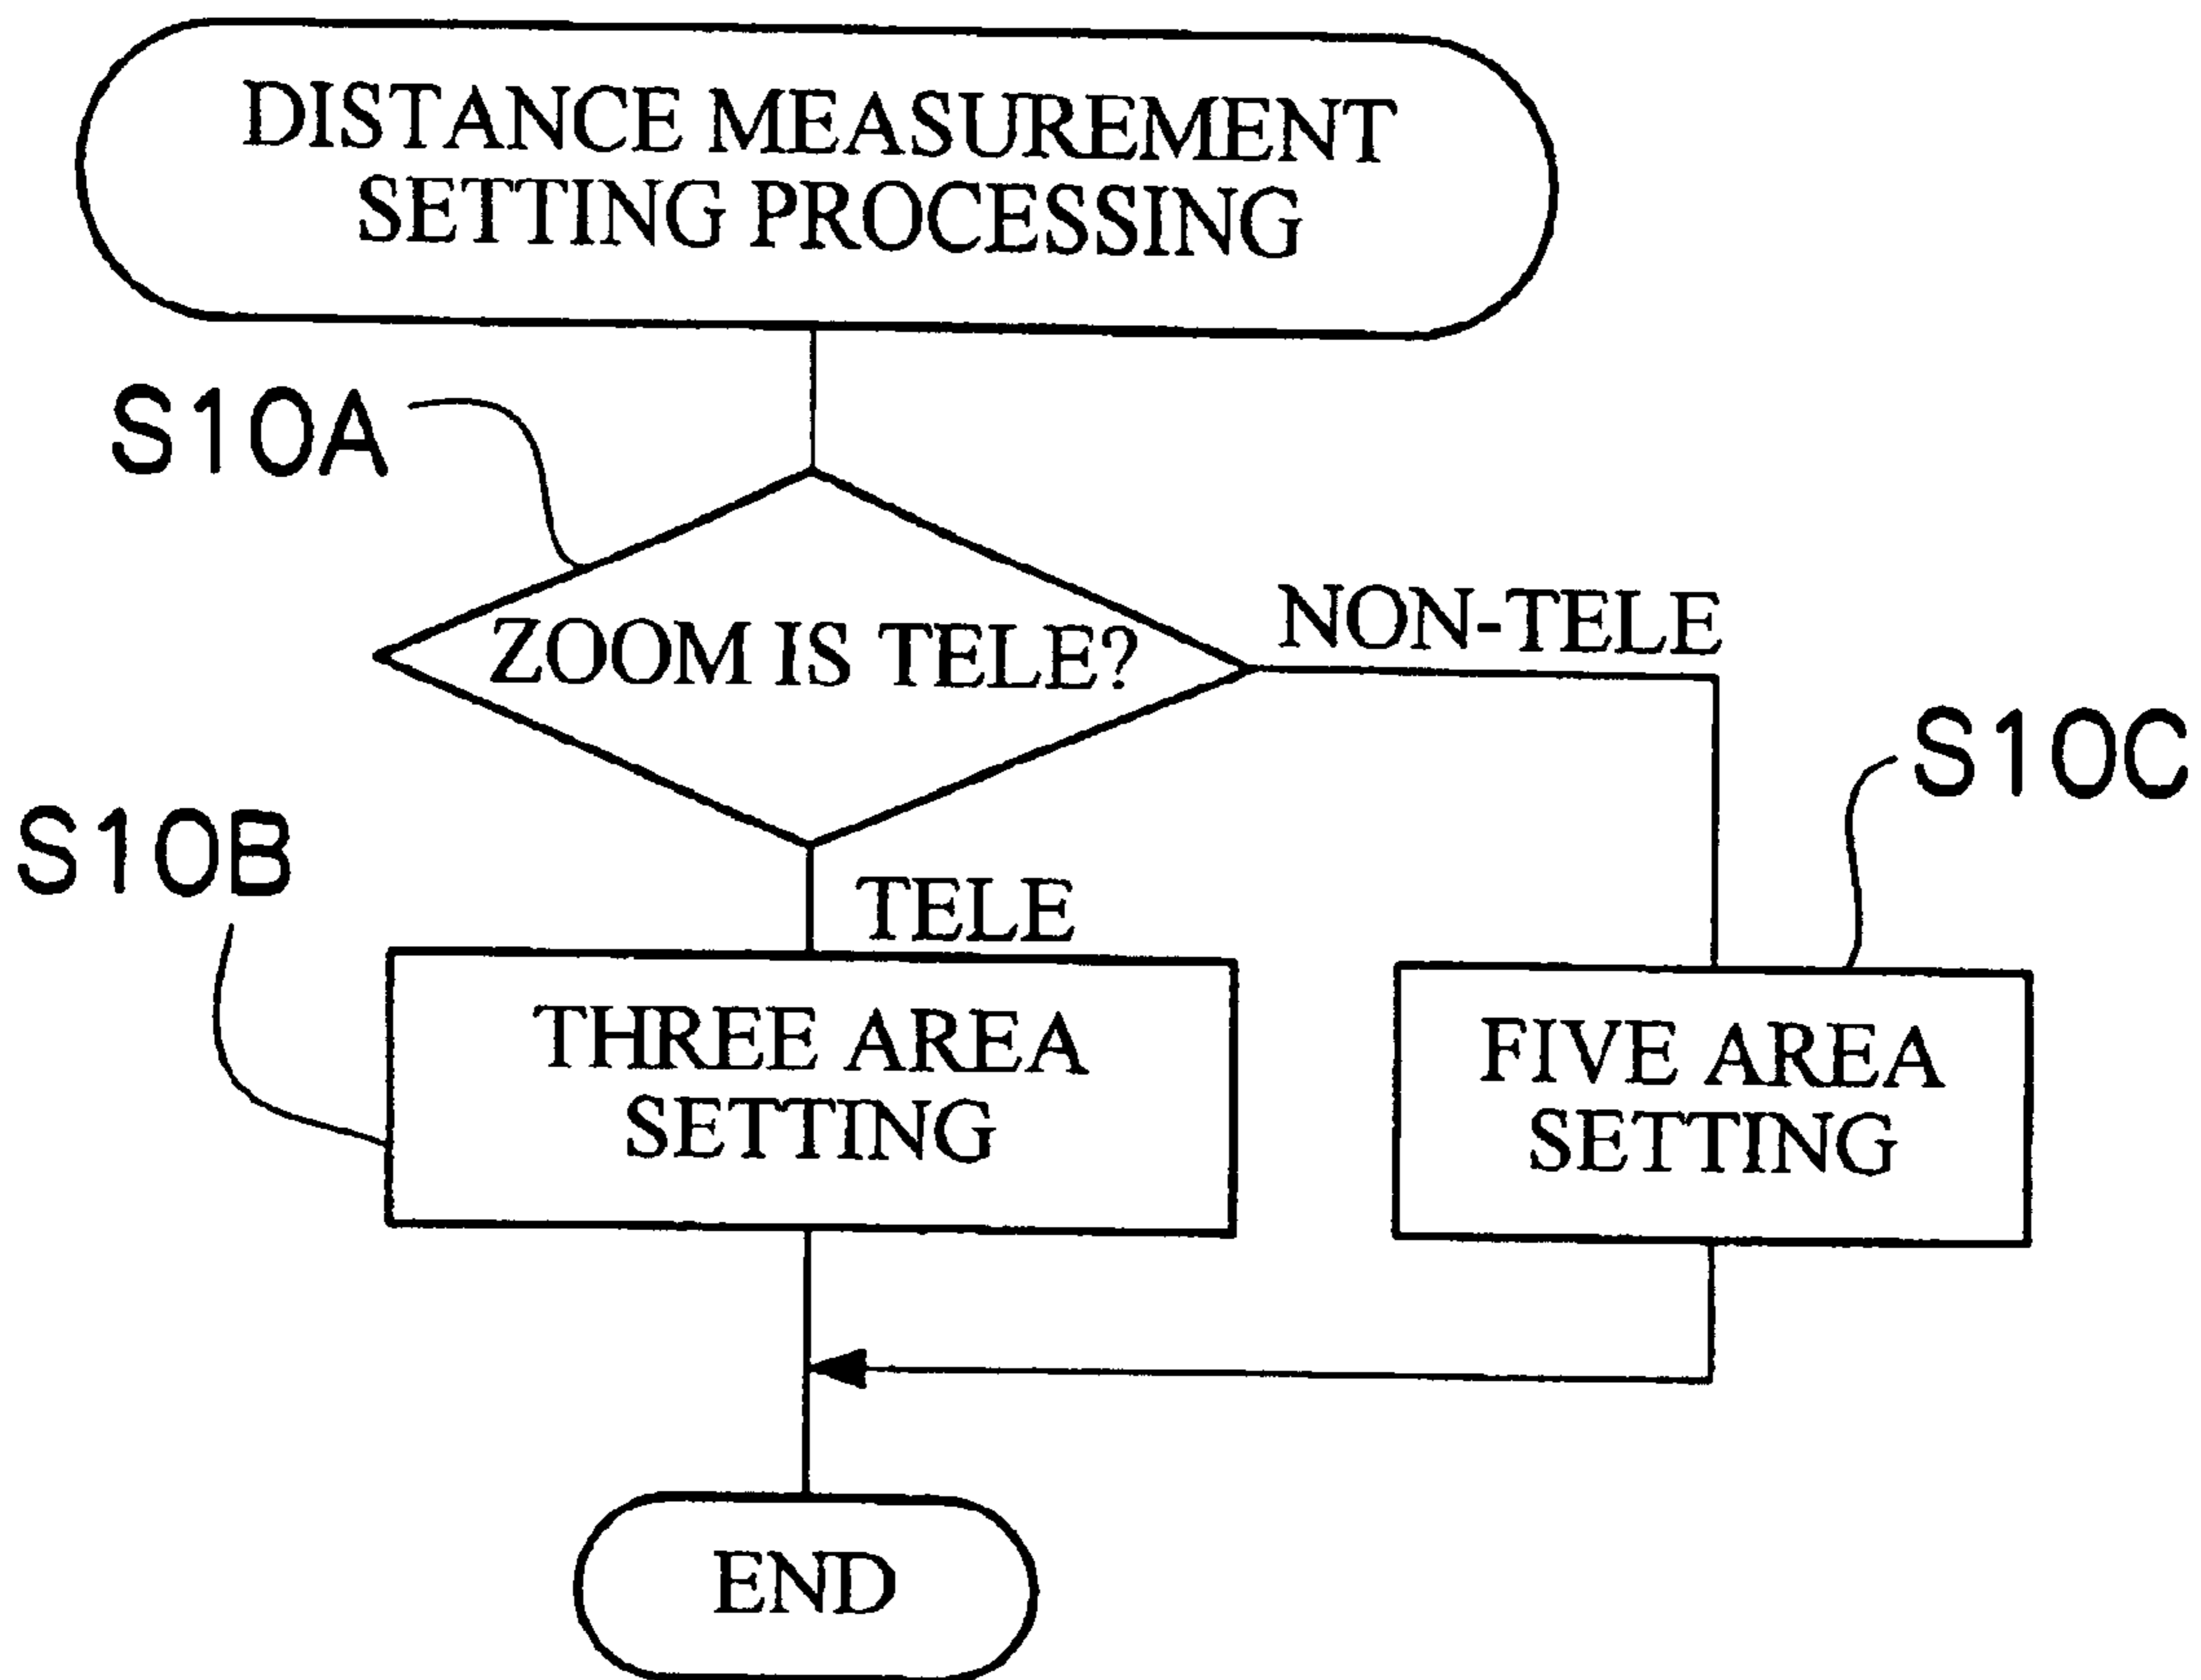 DISTANCE MEASUREMENT
SETTING PROCESSING
S10A
ZOOM IS TELE?
NON-TELE
S10C
S10B
TELE
THREE AREA
SETTING
FIVE AREA
SETTING
END